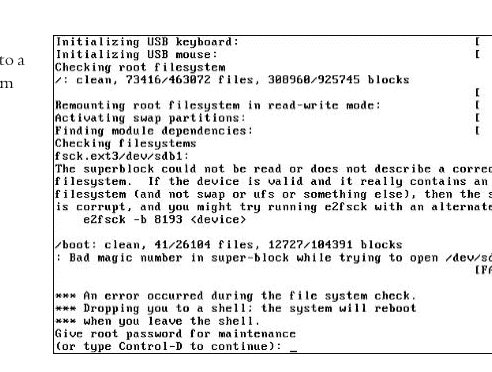 to a
m
Initializing USB keyboard: [
Initializing USB mouse: [
Checking root filesystem
/: clean, 73416/463072 files, 308960/925745 blocks
[
Remounting root filesystem in read-write mode: [
Activating swap partitions: [
Finding module dependencies: [
Checking filesystems
fsck.ext3/dev/sdb1:
The superblock could not be read or does not describe a correc
filesystem. If the device is valid and it really contains an
filesystem (and not swap or ufs or something else), then the s
is corrupt, and you might try running e2fsck with an alternate
e2fsck -b 8193 <device>
/boot: clean, 41/26104 files, 12727/104391 blocks
: Bad magic number in super-block while trying to open /dev/sd
[FA
*** An error occurred during the file system check.
*** Dropping you to a shell; the system will reboot
*** when you leave the shell.
Give root password for maintenance
(or type Control-D to continue): _